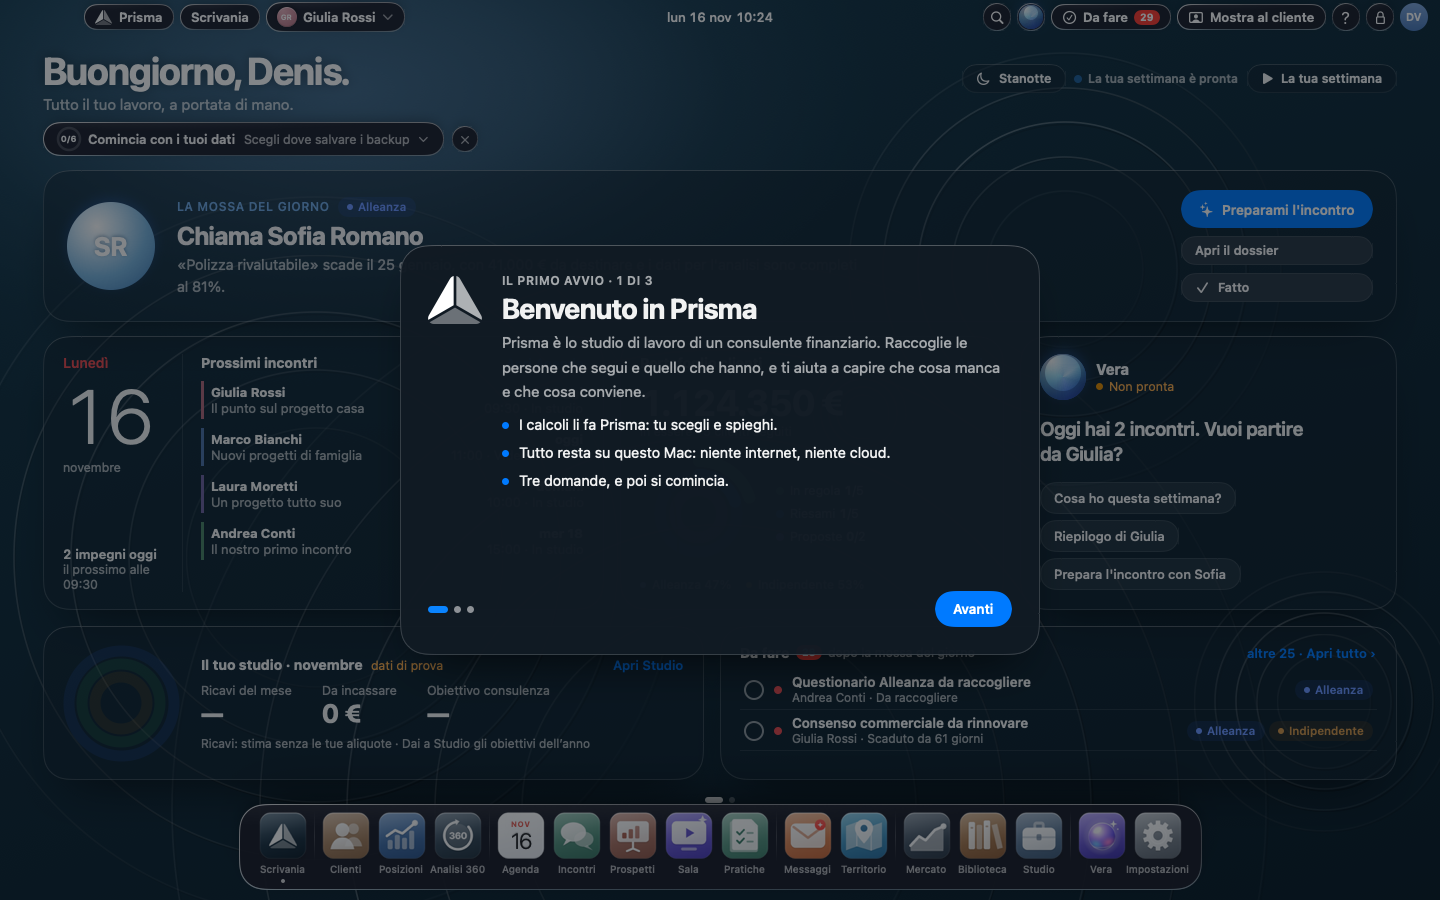 Prisma
Scrivania
GR Giulia Rossi
lun 16 nov 10:24
Da fare 29
Mostra al cliente
?
DV
Buongiorno, Denis.
Tutto il tuo lavoro, a portata di mano.
Stanotte
La tua settimana è pronta
La tua settimana
0/6 Comincia con i tuoi dati Scegli dove salvare i backup
SR
LA MOSSA DEL GIORNO
Alleanza
Chiama Sofia Romano
«Polizza rivalutabile» scade il 25
al 81%.
Preparami l'incontro
Apri il dossier
Fatto
IL PRIMO AVVIO · 1 DI 3
Benvenuto in Prisma
Prisma è lo studio di lavoro di un consulente finanziario. Raccoglie le
persone che segui e quello che hanno, e ti aiuta a capire che cosa manca
e che cosa conviene.
I calcoli li fa Prisma: tu scegli e spieghi.
Tutto resta su questo Mac: niente internet, niente cloud.
Tre domande, e poi si comincia.
Avanti
Lunedì
16
novembre
2 impegni oggi
il prossimo alle
09:30
Prossimi incontri
Giulia Rossi
Il punto sul progetto casa
Marco Bianchi
Nuovi progetti di famiglia
Laura Moretti
Un progetto tutto suo
Andrea Conti
Il nostro primo incontro
1.124.350 €
Vera
Non pronta
Oggi hai 2 incontri. Vuoi partire
da Giulia?
Cosa ho questa settimana?
Riepilogo di Giulia
Prepara l'incontro con Sofia
Il tuo studio · novembre dati di prova
Apri Studio
Ricavi del mese
Da incassare
Obiettivo consulenza
—
0 €
—
Ricavi: stima senza le tue aliquote · Dai a Studio gli obiettivi dell'anno
Da fare dopo la mossa del giorno
altre 25 · Apri tutto ›
Questionario Alleanza da raccogliere
Andrea Conti · Da raccogliere
Alleanza
Consenso commerciale da rinnovare
Giulia Rossi · Scaduto da 61 giorni
Alleanza
Indipendente
360
NOV
16
Scrivania
Clienti
Posizioni
Analisi 360
Agenda
Incontri
Prospetti
Sala
Pratiche
Messaggi
Territorio
Mercato
Biblioteca
Studio
Vera
Impostazioni